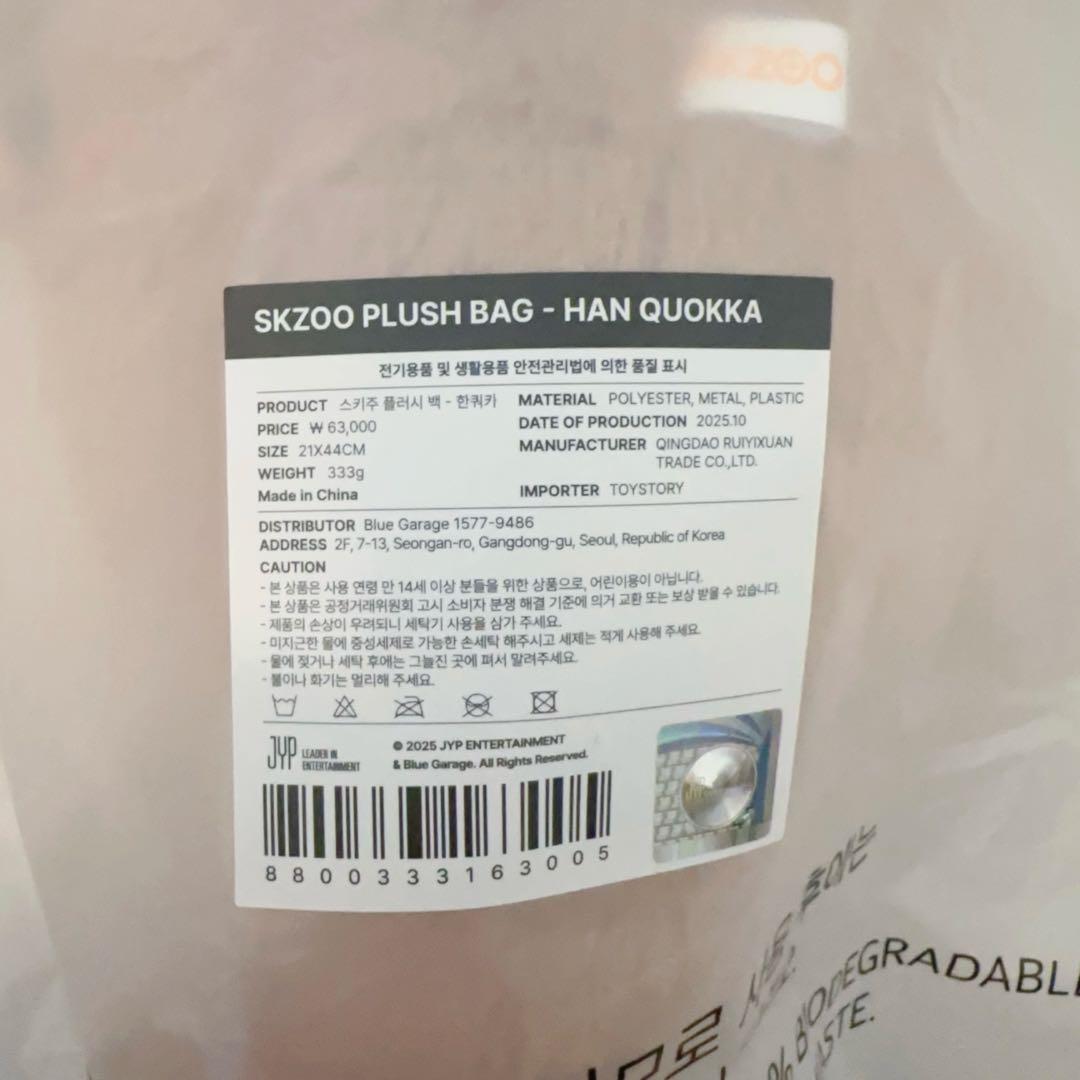 SKZOO
SKZOO PLUSH BAG - HAN QUOKKA
전기용품 및 생활용품 안전관리법에 의한 품질 표시
PRODUCT 스키주 플러시 백 - 한쿼카
PRICE ₩ 63,000
SIZE 21X44CM
WEIGHT 333g
Made in China
MATERIAL POLYESTER, METAL, PLASTIC
DATE OF PRODUCTION 2025.10
MANUFACTURER QINGDAO RUIYIXUAN
TRADE CO.,LTD.
IMPORTER TOYSTORY
DISTRIBUTOR Blue Garage 1577-9486
ADDRESS 2F, 7-13, Seongan-ro, Gangdong-gu, Seoul, Republic of Korea
CAUTION
- 본 상품은 사용 연령 만 14세 이상 분들을 위한 상품으로, 어린이용이 아닙니다.
- 본 상품은 공정거래위원회 고시 소비자 분쟁 해결 기준에 의거 교환 또는 보상 받을 수 있습니다.
- 제품의 손상이 우려되니 세탁기 사용을 삼가 주세요.
- 미지근한 물에 중성세제로 가능한 손세탁 해주시고 세제는 적게 사용해 주세요.
- 물에 젖거나 세탁 후에는 그늘진 곳에 펴서 말려주세요.
- 불이나 화기는 멀리해 주세요.
JYP LEADER IN
ENTERTAINMENT
© 2025 JYP ENTERTAINMENT
& Blue Garage. All Rights Reserved.
8800333163005
JYP
사용 후에는
% BIODEGRADABLE